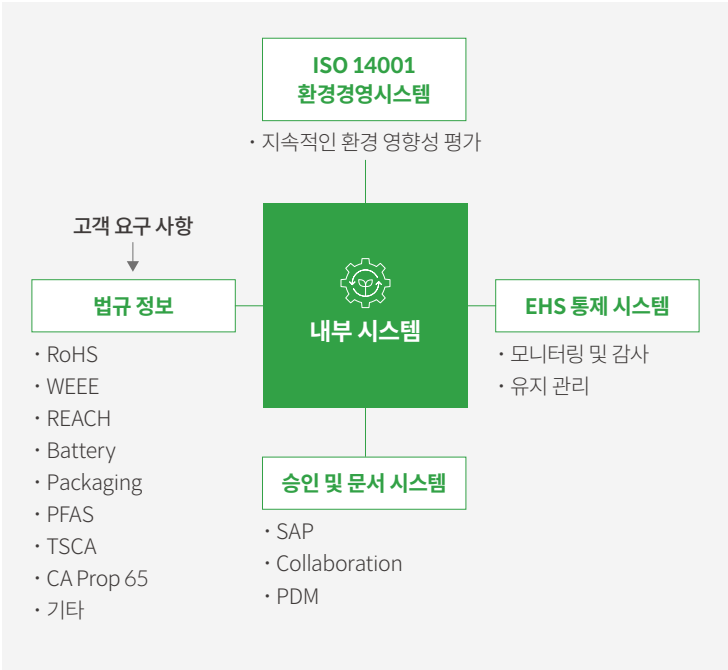 ISO 14001
환경경영시스템
· 지속적인 환경 영향성 평가
고객 요구 사항
법규 정보
· RoHS
· WEEE
· REACH
· Battery
· Packaging
· PFAS
· TSCA
· CA Prop 65
· 기타
내부 시스템
EHS 통제 시스템
· 모니터링 및 감사
· 유지 관리
승인 및 문서 시스템
· SAP
· Collaboration
· PDM